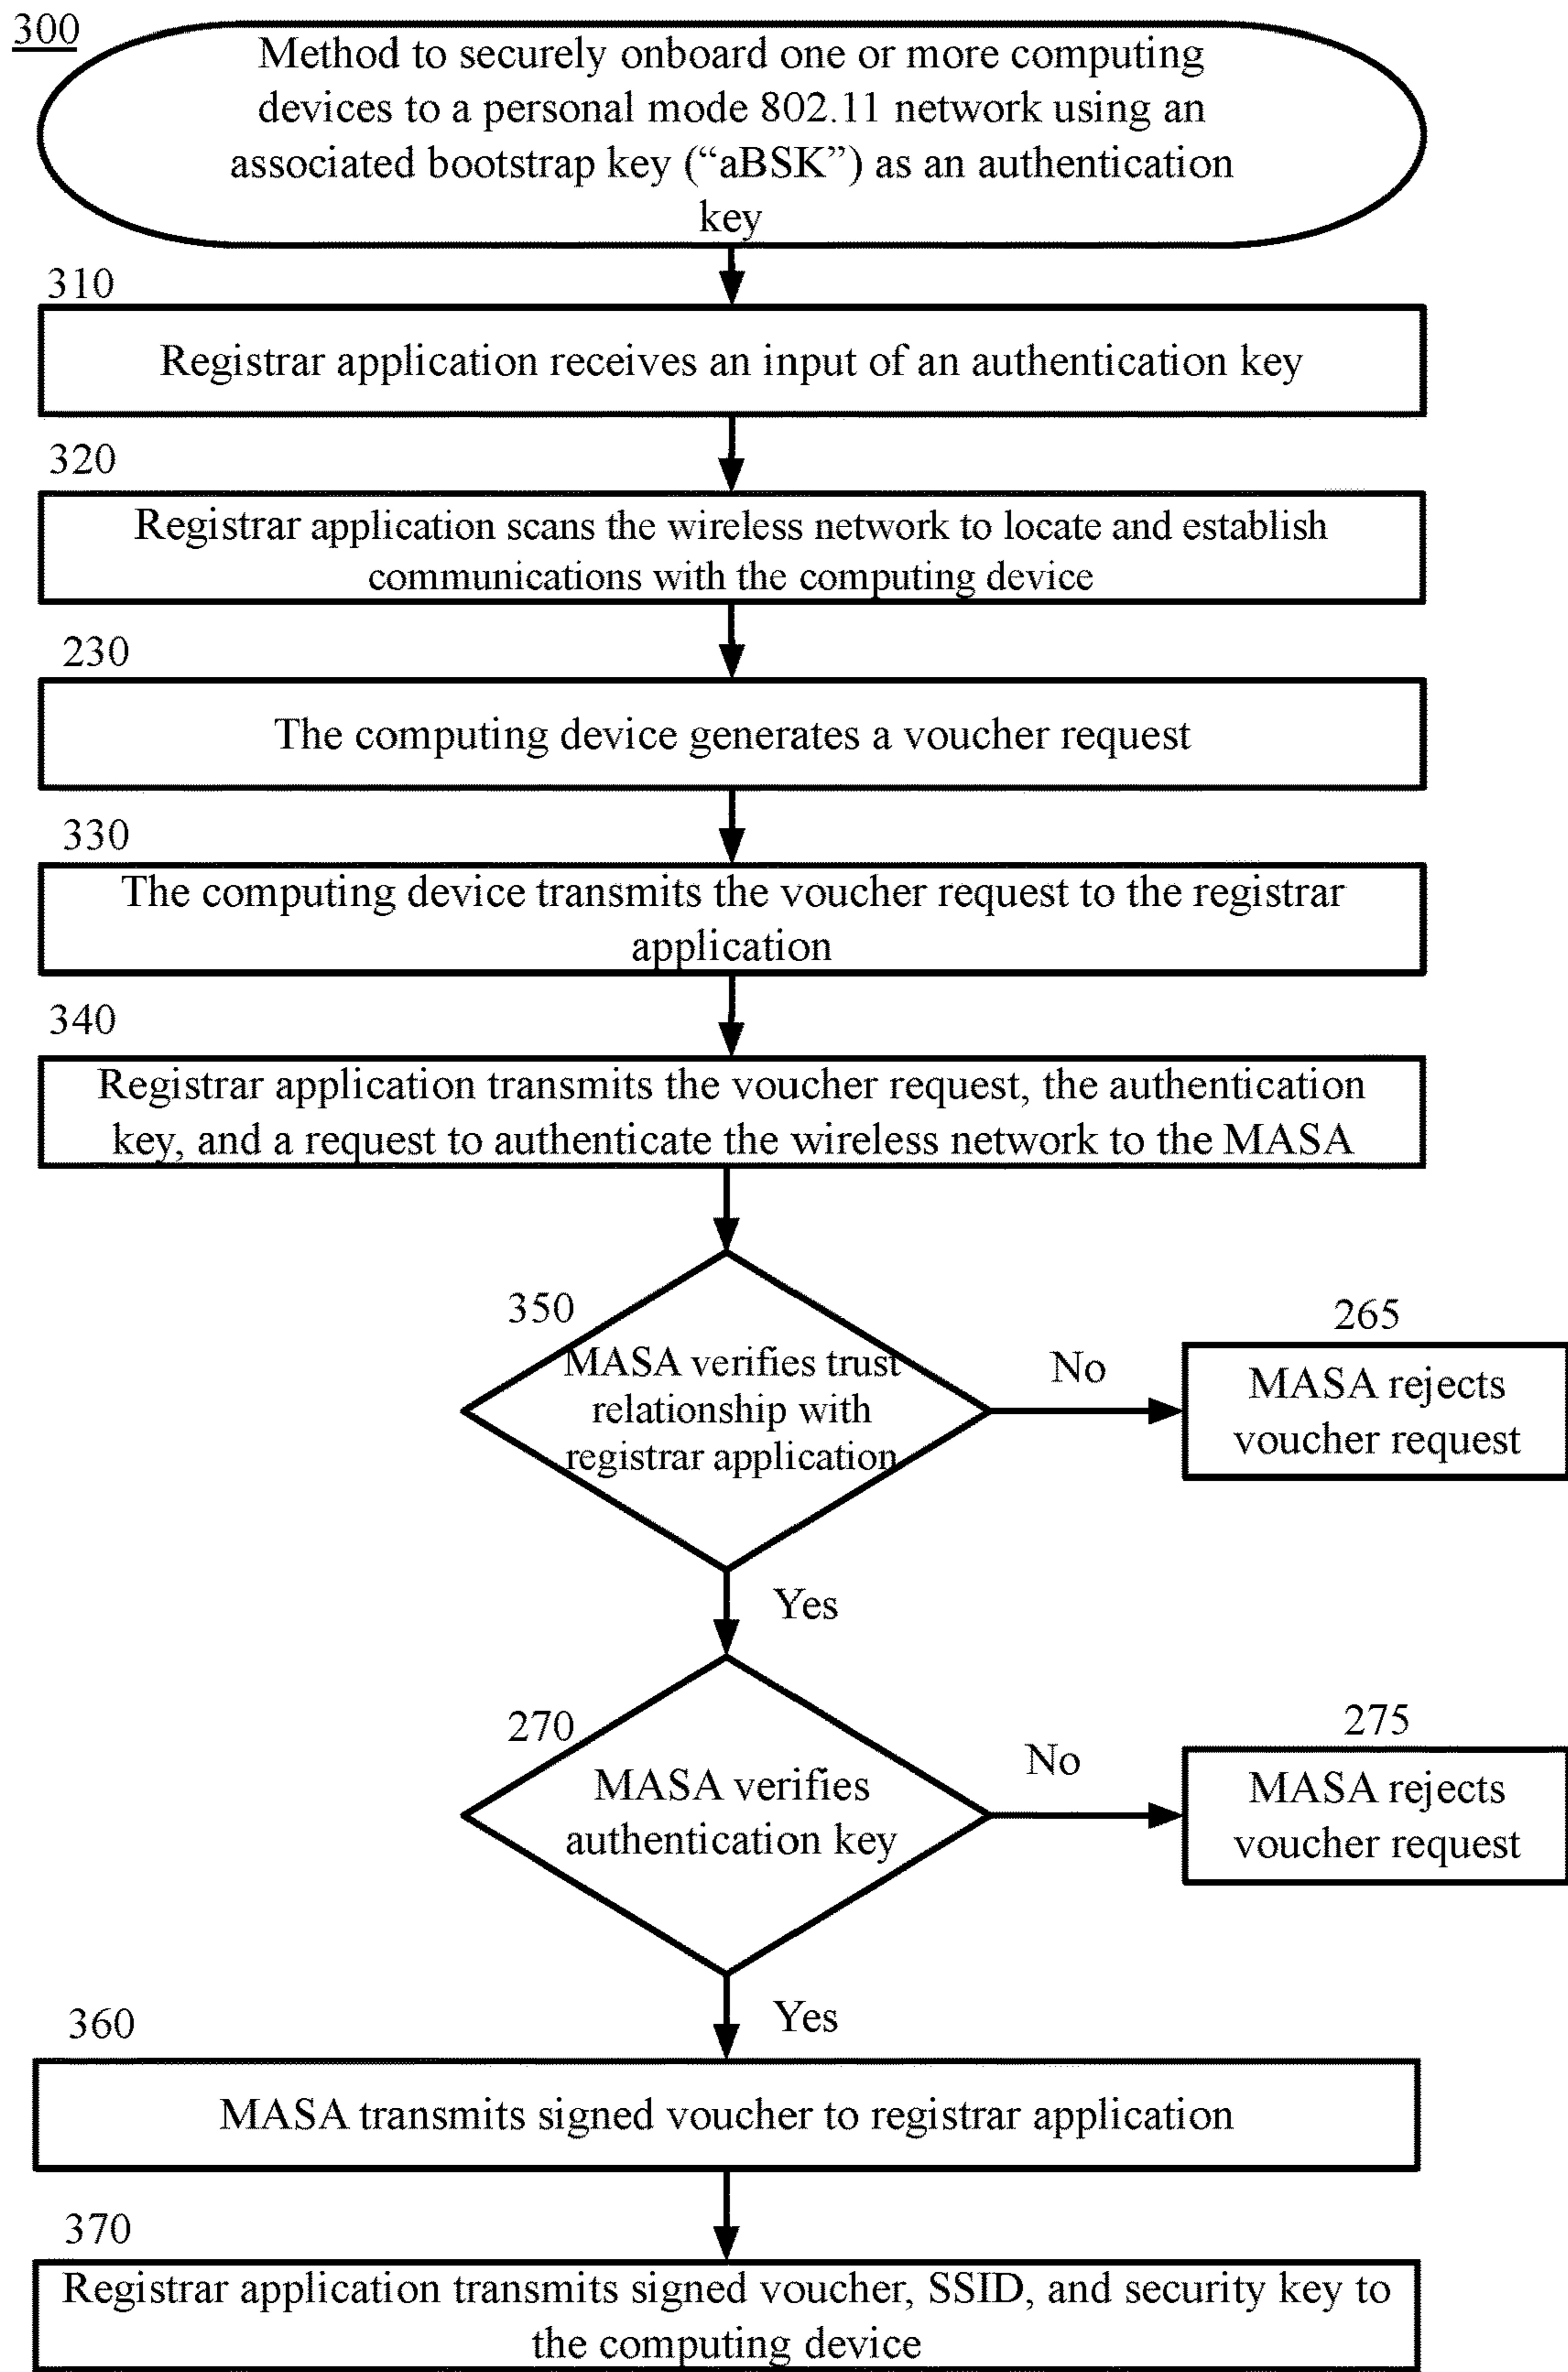 300
Method to securely onboard one or more computing
devices to a personal mode 802.11 network using an
associated bootstrap key (“aBSK”) as an authentication
key
310
Registrar application receives an input of an authentication key
320
Registrar application scans the wireless network to locate and establish
communications with the computing device
230
The computing device generates a voucher request
330
The computing device transmits the voucher request to the registrar
application
340
Registrar application transmits the voucher request, the authentication
key, and a request to authenticate the wireless network to the MASA
350
MASA verifies trust
relationship with
registrar application
No
265
MASA rejects
voucher request
Yes
270
MASA verifies
authentication key
No
275
MASA rejects
voucher request
Yes
360
MASA transmits signed voucher to registrar application
370
Registrar application transmits signed voucher, SSID, and security key to
the computing device